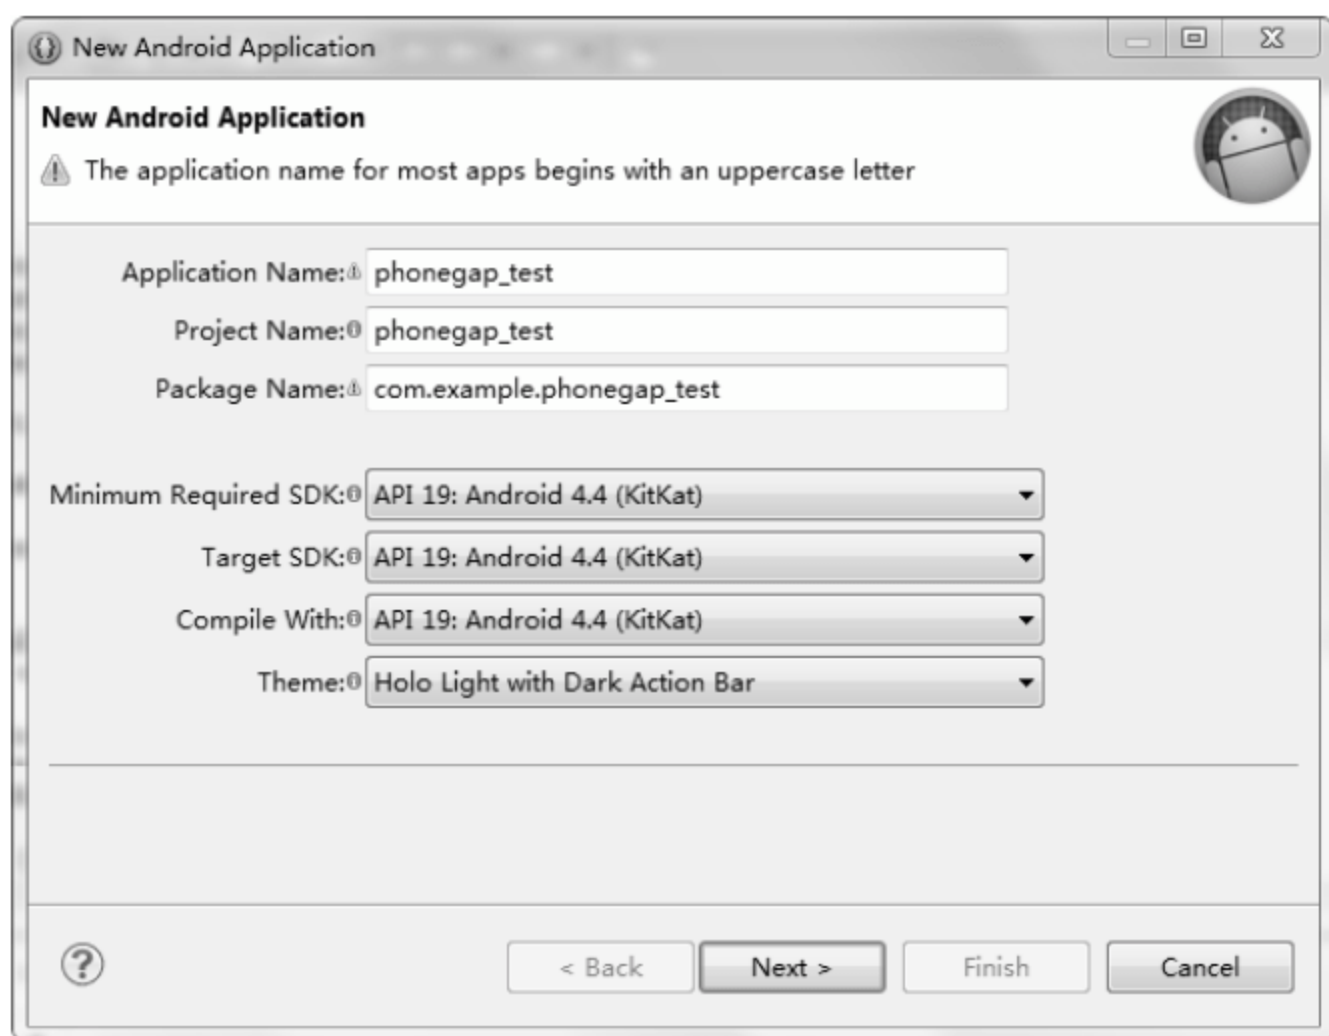 New Android Application
New Android Application
The application name for most apps begins with an uppercase letter
Application Name: phonegap_test
Project Name: phonegap_test
Package Name: com.example.phonegap_test
Minimum Required SDK: API 19: Android 4.4 (KitKat)
Target SDK: API 19: Android 4.4 (KitKat)
Compile With: API 19: Android 4.4 (KitKat)
Theme: Holo Light with Dark Action Bar
? < Back Next > Finish Cancel